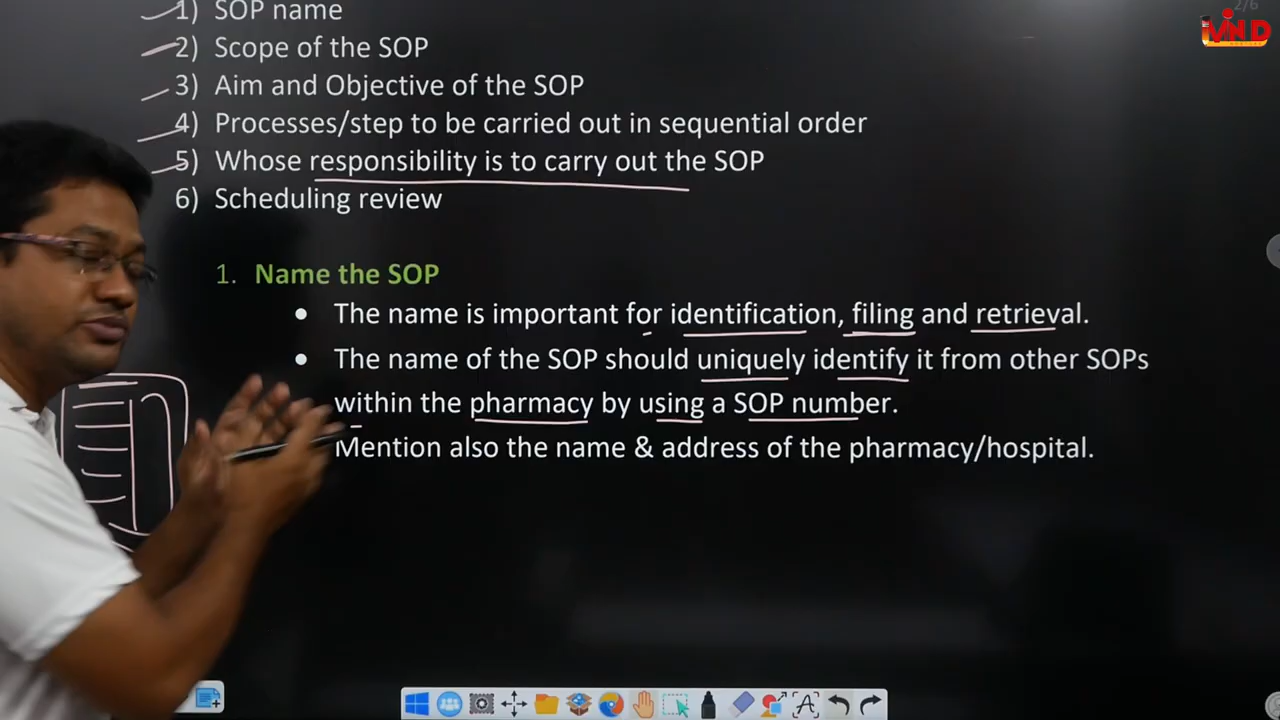 2/6
1) SOP name
2) Scope of the SOP
3) Aim and Objective of the SOP
4) Processes/step to be carried out in sequential order
5) Whose responsibility is to carry out the SOP
6) Scheduling review
1. Name the SOP
• The name is important for identification, filing and retrieval.
• The name of the SOP should uniquely identify it from other SOPs
within the pharmacy by using a SOP number.
Mention also the name & address of the pharmacy/hospital.